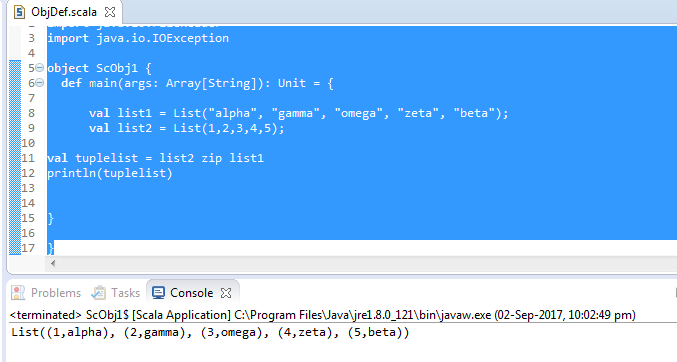 ObjDef.scala
3 import java.io.IOException
4
5 object ScObj1 {
6 def main(args: Array[String]): Unit = {
7
8 val list1 = List("alpha", "gamma", "omega", "zeta", "beta");
9 val list2 = List(1,2,3,4,5);
10
11 val tuplelist = list2 zip list1
12 println(tuplelist)
13
14
15 }
16
17 }
Problems Tasks Console
<terminated> ScObj1$ [Scala Application] C:\Program Files\Java\jre1.8.0_121\bin\javaw.exe (02-Sep-2017, 10:02:49 pm)
List((1,alpha), (2,gamma), (3,omega), (4,zeta), (5,beta))